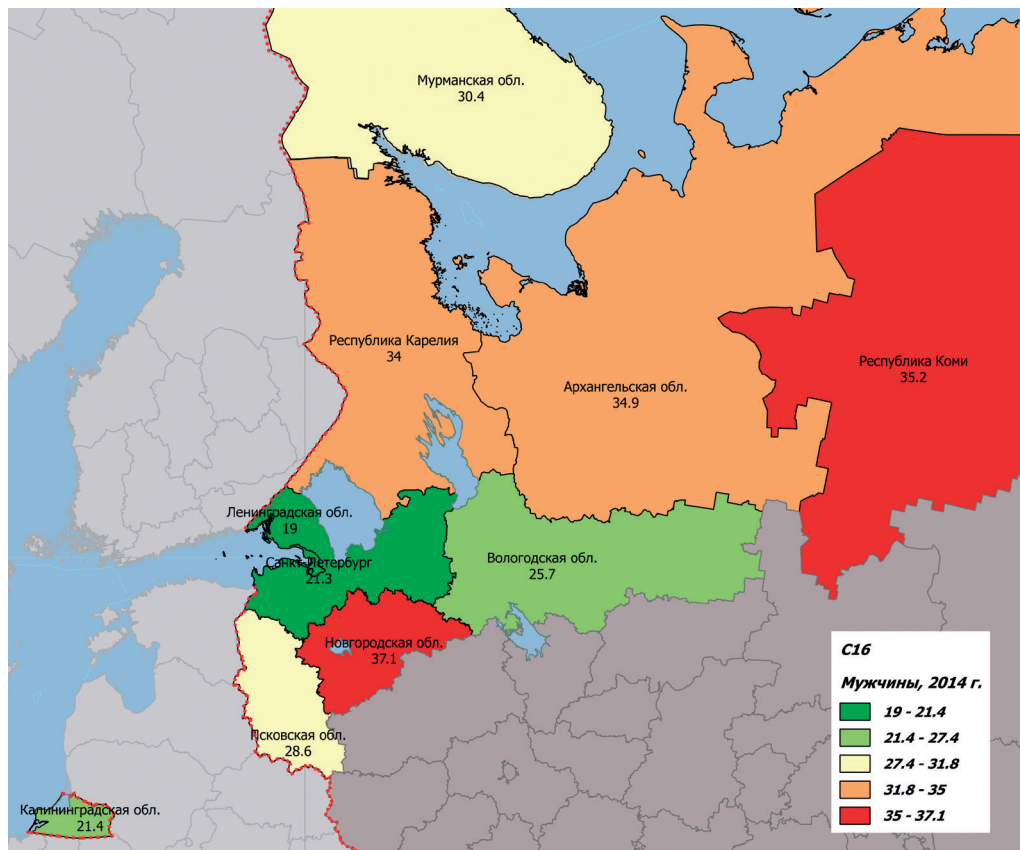 Мурманская обл.
30.4
Республика Карелия
34
Архангельская обл.
34.9
Республика Коми
35.2
Ленинградская обл.
19
Санкт-Петербург
21.3
Вологодская обл.
25.7
Новгородская обл.
37.1
Псковская обл.
28.6
Калининградская обл.
21.4
C16
Мужчины, 2014 г.
19 - 21.4
21.4 - 27.4
27.4 - 31.8
31.8 - 35
35 - 37.1